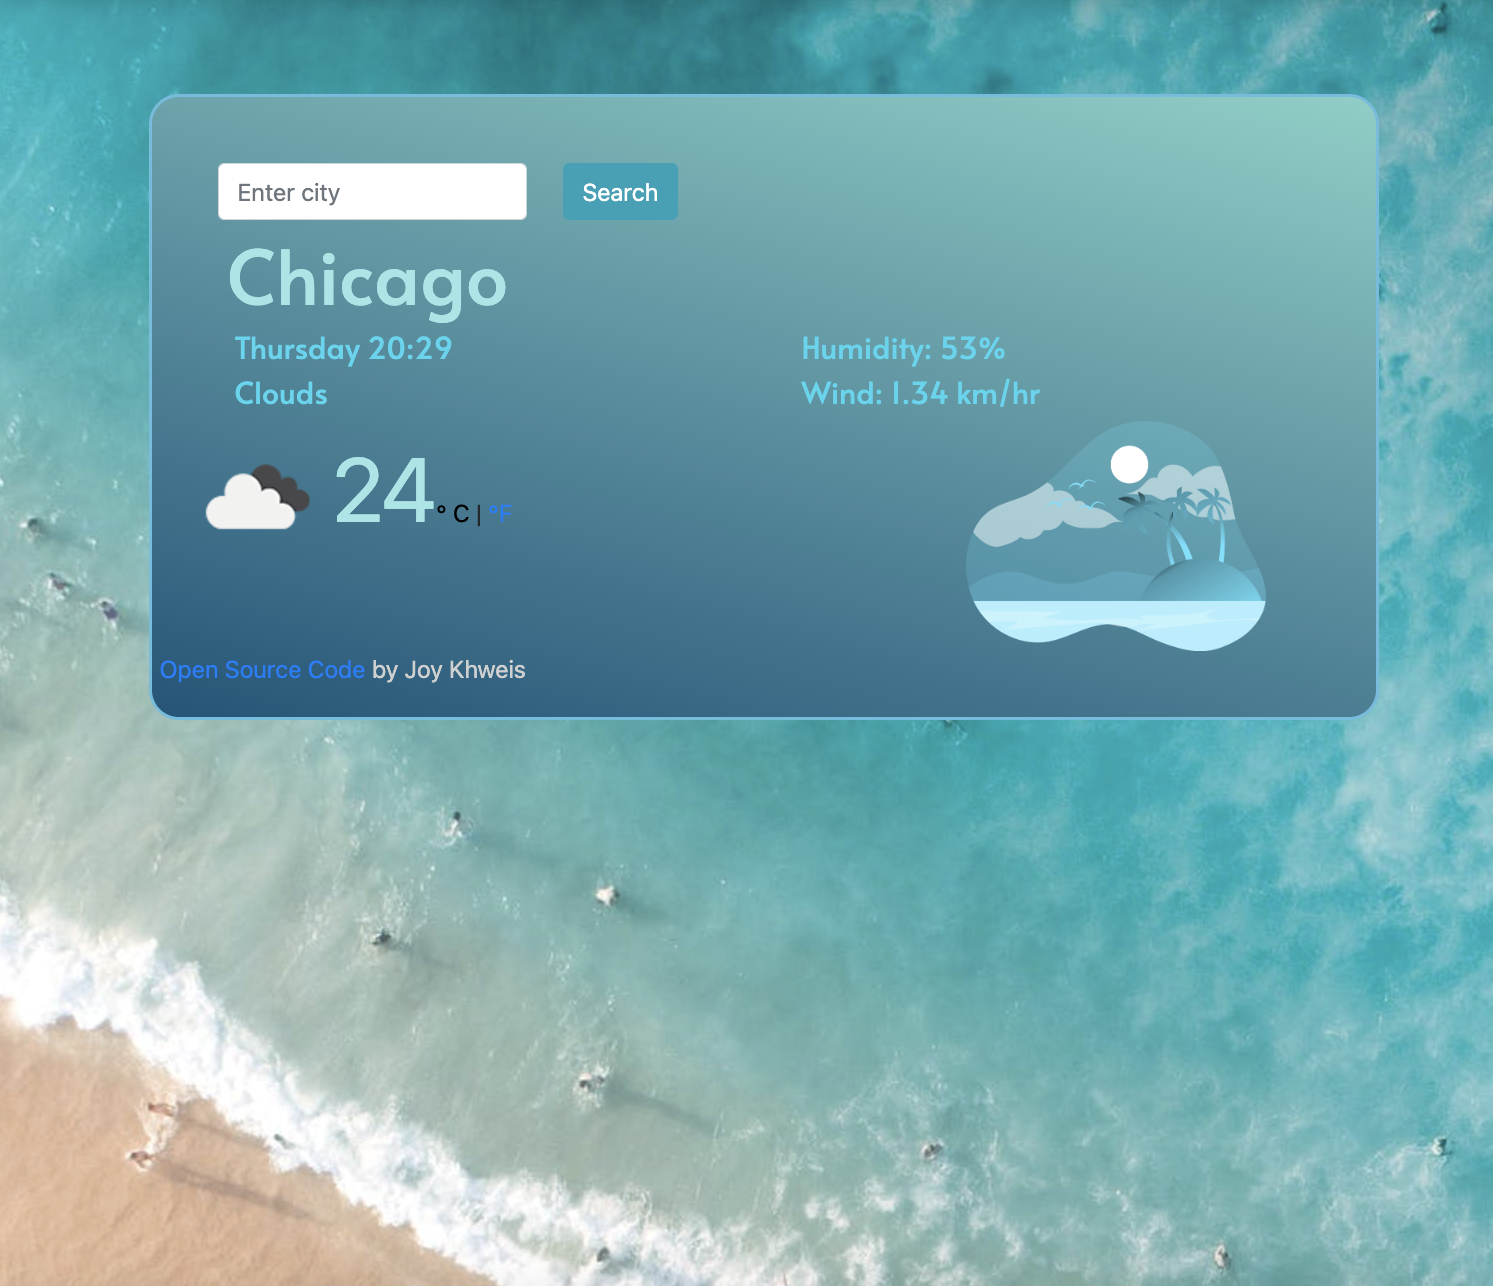 Enter city
Search
Chicago
Thursday 20:29
Clouds
Humidity: 53%
Wind: 1.34 km/hr
24° C | °F
Open Source Code by Joy Khweis